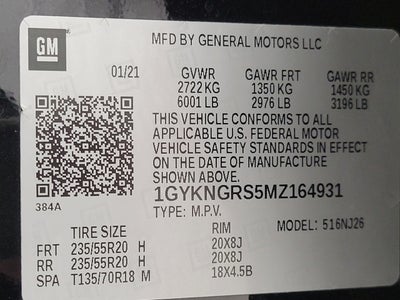 GM
MFD BY GENERAL MOTORS LLC
01/21 GVWR GAWR FRT GAWR RR
2722 KG 1350 KG 1450 KG
6001 LB 2976 LB 3196 LB
THIS VEHICLE CONFORMS TO ALL
APPLICABLE U.S. FEDERAL MOTOR
VEHICLE SAFETY STANDARDS IN EFFECT
ON THE DATE OF MANUFACTURE
SHOWN ABOVE.
1GYKNGRS5MZ164931
384A
TYPE: M.P.V. MODEL: 516NJ26
TIRE SIZE RIM
FRT 235/55R20 H 20X8J
RR 235/55R20 H 20X8J
SPA T135/70R18 M 18X4.5B